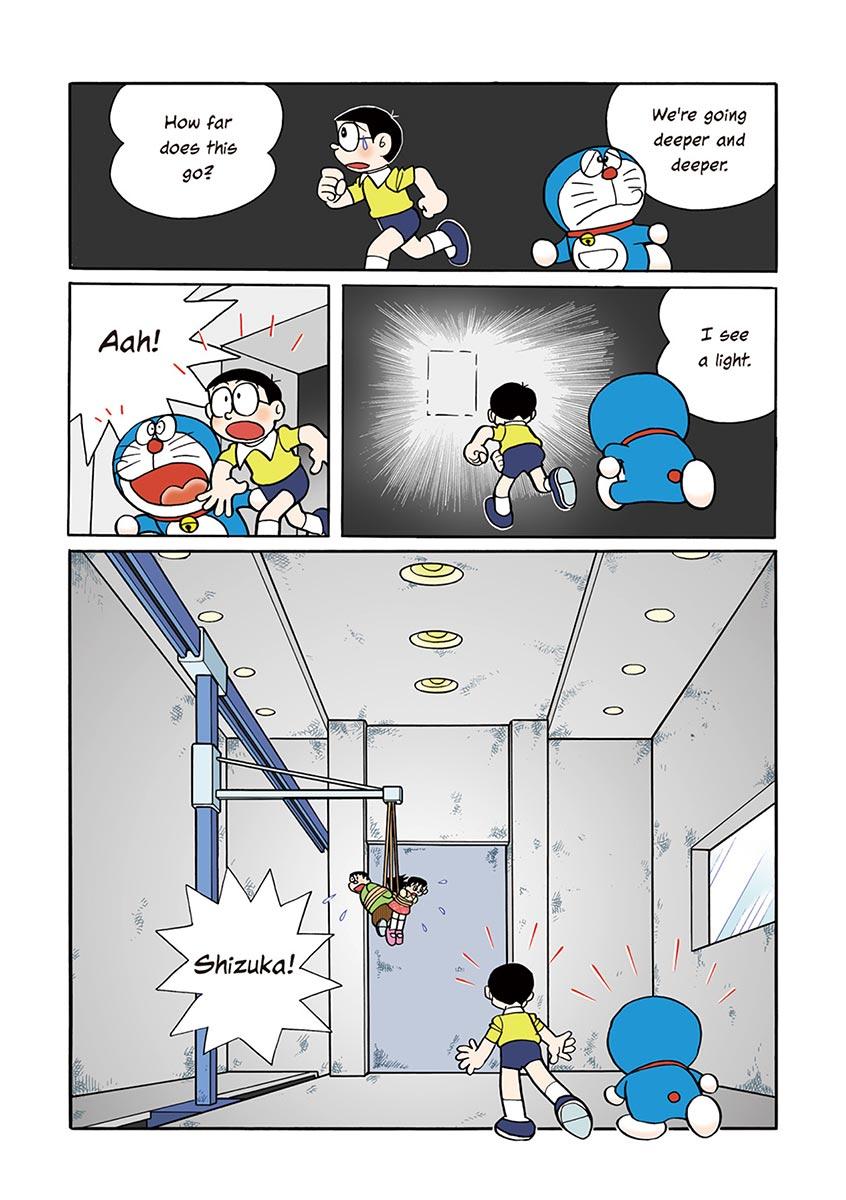 How far
does this
go?
We're going
deeper and
deeper.
Aah!
I see
a light.
Shizuka!